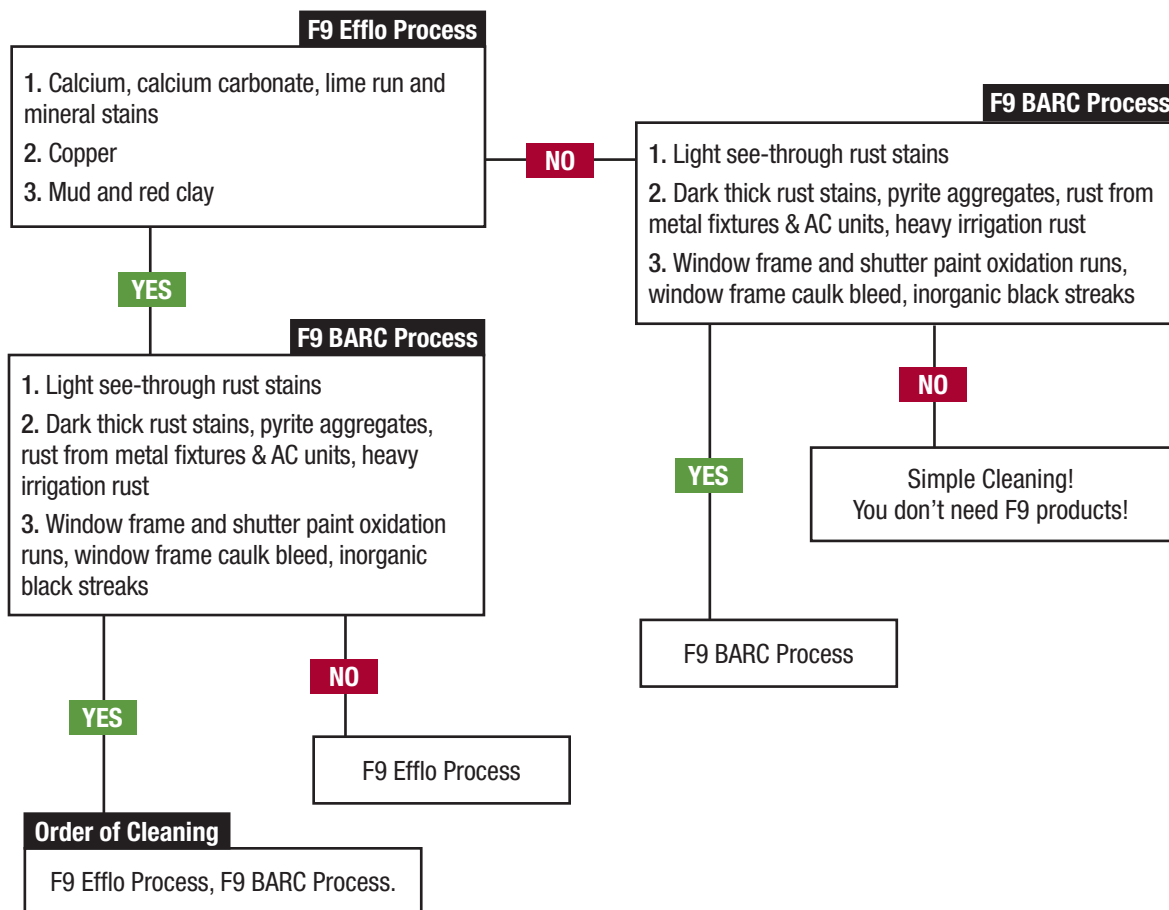 F9 Efflo Process
1. Calcium, calcium carbonate, lime run and
mineral stains
2. Copper
3. Mud and red clay
NO
F9 BARC Process
1. Light see-through rust stains
2. Dark thick rust stains, pyrite aggregates, rust from
metal fixtures & AC units, heavy irrigation rust
3. Window frame and shutter paint oxidation runs,
window frame caulk bleed, inorganic black streaks
YES
F9 BARC Process
1. Light see-through rust stains
2. Dark thick rust stains, pyrite aggregates,
rust from metal fixtures & AC units, heavy
irrigation rust
3. Window frame and shutter paint oxidation
runs, window frame caulk bleed, inorganic
black streaks
NO
YES
Simple Cleaning!
You don’t need F9 products!
F9 BARC Process
NO
YES
F9 Efflo Process
Order of Cleaning
F9 Efflo Process, F9 BARC Process.